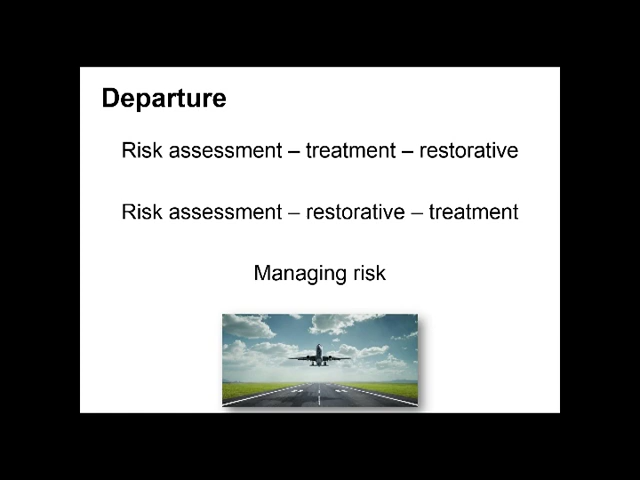 Departure
Risk assessment – treatment – restorative
Risk assessment – restorative – treatment
Managing risk